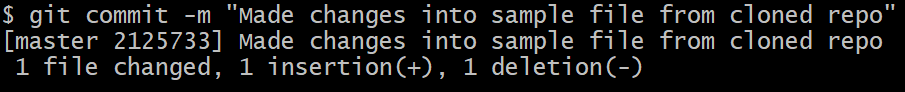 $ git commit -m "Made changes into sample file from cloned repo"
[master 2125733] Made changes into sample file from cloned repo
 1 file changed, 1 insertion(+), 1 deletion(-)